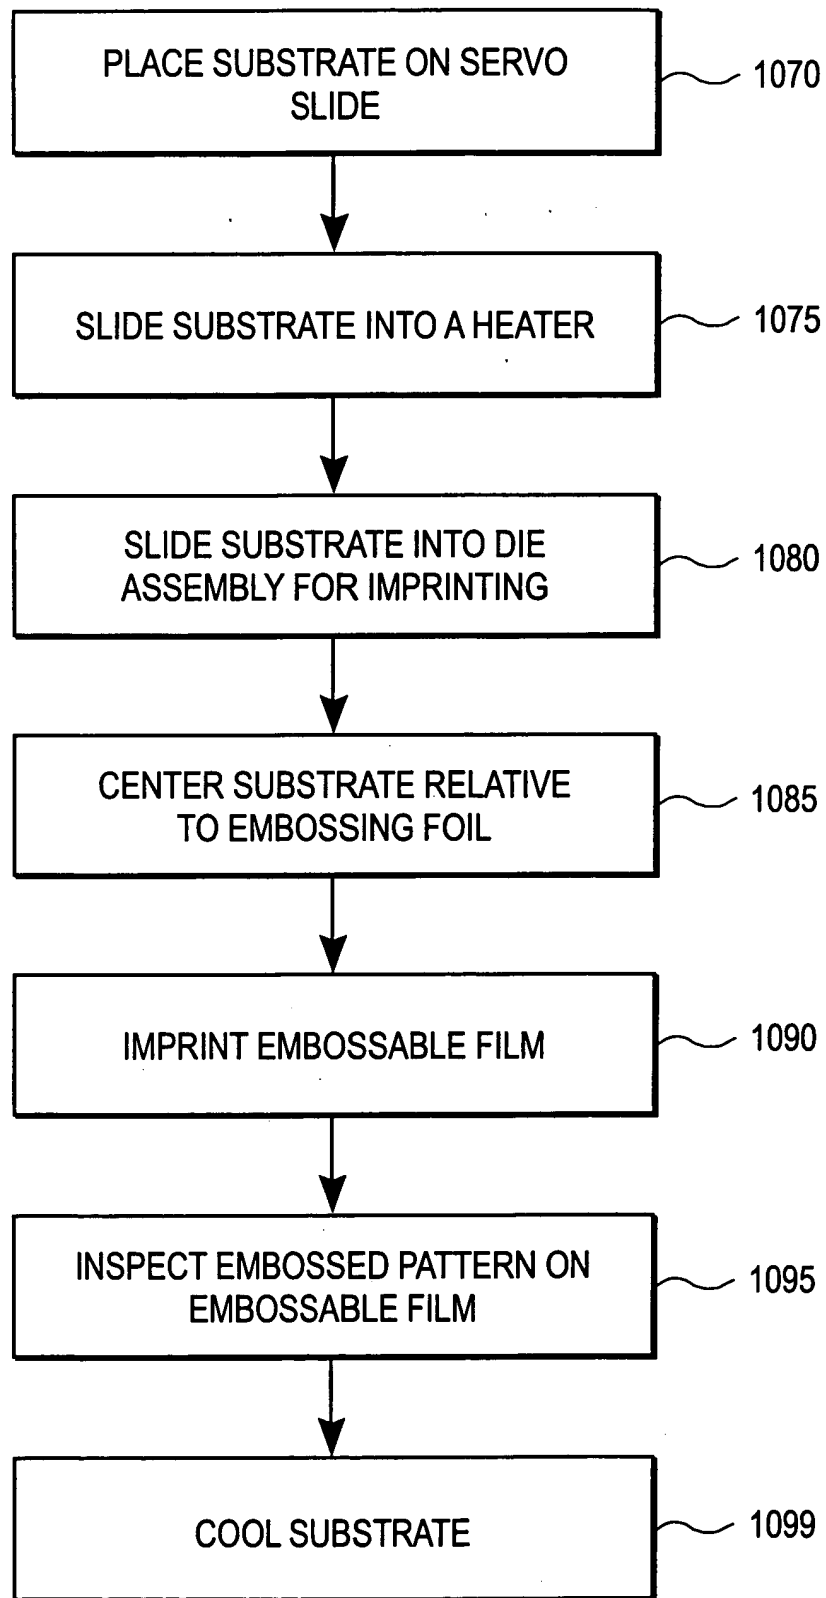 PLACE SUBSTRATE ON SERVO
SLIDE
1070
SLIDE SUBSTRATE INTO A HEATER
1075
SLIDE SUBSTRATE INTO DIE
ASSEMBLY FOR IMPRINTING
1080
CENTER SUBSTRATE RELATIVE
TO EMBOSSING FOIL
1085
IMPRINT EMBOSSABLE FILM
1090
INSPECT EMBOSSED PATTERN ON
EMBOSSABLE FILM
1095
COOL SUBSTRATE
1099